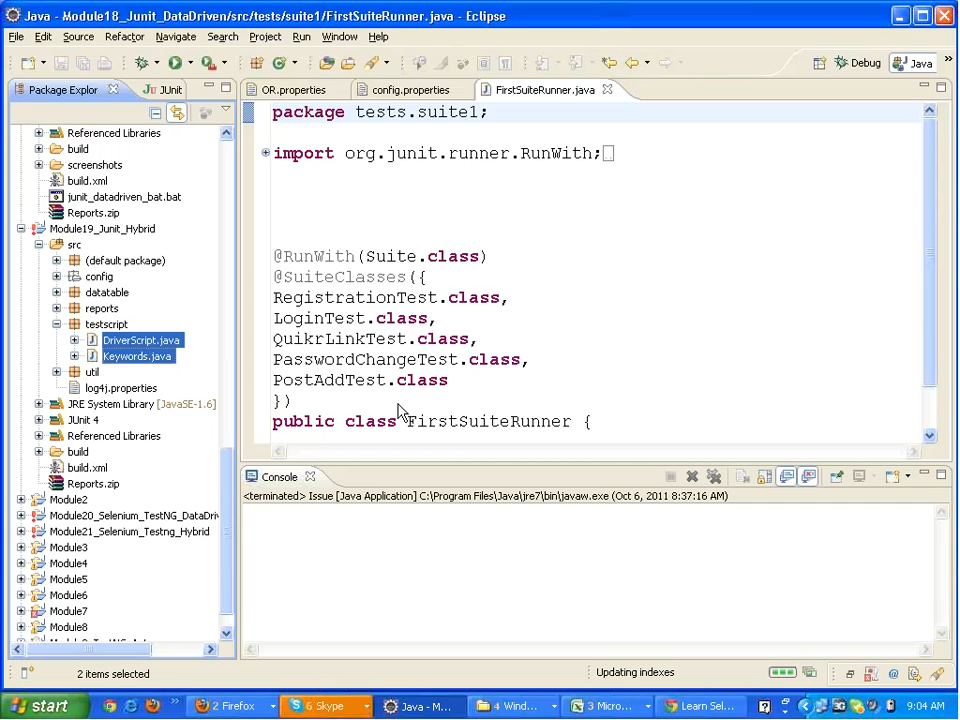 Java - Module18_Junit_DataDriven/src/tests/suite1/FirstSuiteRunner.java - Eclipse
File Edit Source Refactor Navigate Search Project Run Window Help
Debug Java »
Package Explor JUnit
OR.properties config.properties FirstSuiteRunner.java
Referenced Libraries
build
screenshots
build.xml
junit_datadriven_bat.bat
Reports.zip
Module19_Junit_Hybrid
src
(default package)
config
datatable
reports
testscript
DriverScript.java
Keywords.java
util
log4j.properties
JRE System Library [JavaSE-1.6]
JUnit 4
Referenced Libraries
build
build.xml
Reports.zip
Module2
Module20_Selenium_TestNG_DataDriv
Module21_Selenium_Testng_Hybrid
Module3
Module4
Module5
Module6
Module7
Module8
package tests.suite1;
import org.junit.runner.RunWith;
@RunWith(Suite.class)
@SuiteClasses({
RegistrationTest.class,
LoginTest.class,
QuikrLinkTest.class,
PasswordChangeTest.class,
PostAddTest.class
})
public class FirstSuiteRunner {
Console
<terminated> Issue [Java Application] C:\Program Files\Java\jre7\bin\javaw.exe (Oct 6, 2011 8:37:16 AM)
2 items selected
Updating indexes
start » 2 Firefox 6 Skype Java - M... 4 Wind... 3 Micro... Learn Sel... 9:04 AM